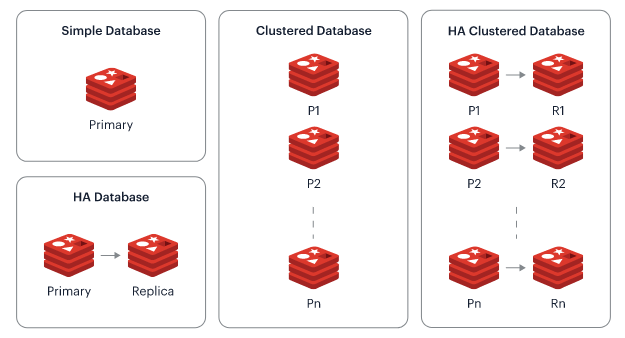 Simple Database
Primary
HA Database
Primary Replica
Clustered Database
P1
P2
Pn
HA Clustered Database
P1 R1
P2 R2
Pn Rn